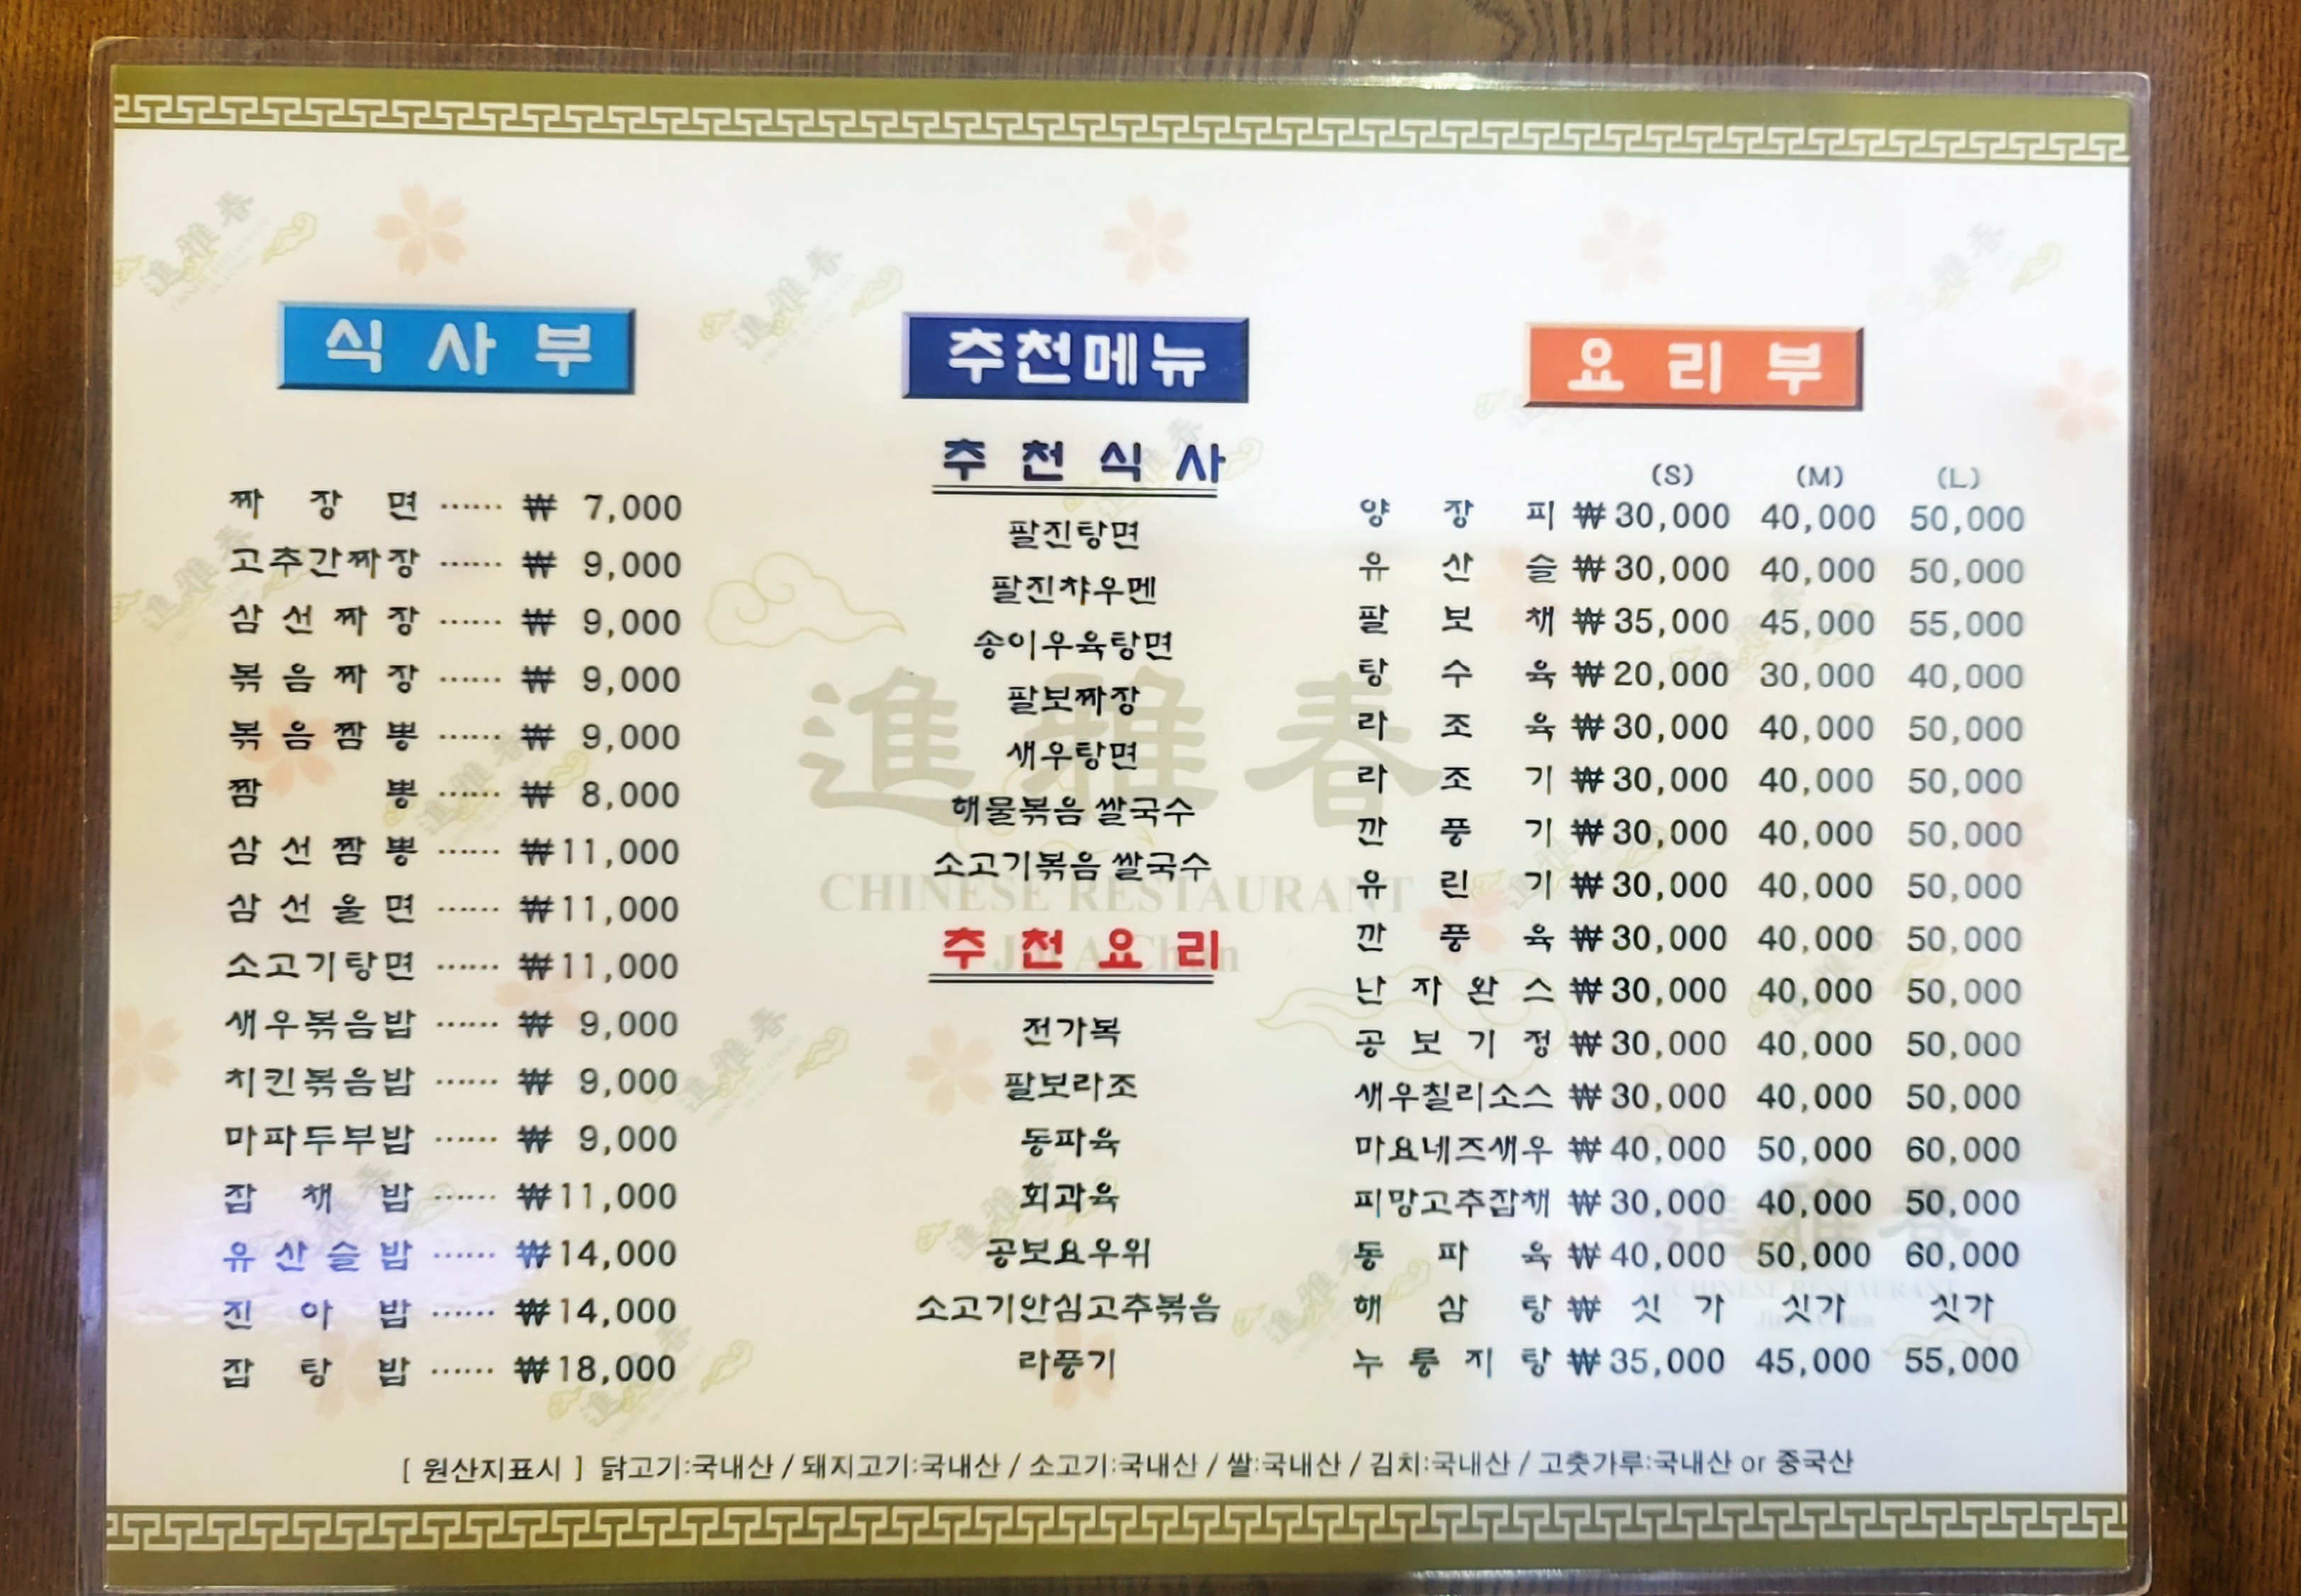 식사부
짜장면 ······ ₩ 7,000
고추간짜장 ······ ₩ 9,000
삼선짜장 ······ ₩ 9,000
볶음짜장 ······ ₩ 9,000
볶음짬뽕 ······ ₩ 9,000
짬뽕 ······ ₩ 8,000
삼선짬뽕 ······ ₩11,000
삼선울면 ······ ₩11,000
소고기탕면 ······ ₩11,000
새우볶음밥 ······ ₩ 9,000
치킨볶음밥 ······ ₩ 9,000
마파두부밥 ······ ₩ 9,000
잡채밥 ······ ₩11,000
유산슬밥 ······ ₩14,000
진아밥 ······ ₩14,000
잡탕밥 ······ ₩18,000
추천메뉴
추천식사
팔진탕면
팔진챠우멘
송이우육탕면
팔보짜장
새우탕면
해물볶음 쌀국수
소고기볶음 쌀국수
추천요리
전가복
팔보라조
동파육
회과육
공보요우위
소고기안심고추볶음
라풍기
요리부
(S) (M) (L)
양장피 ₩30,000 40,000 50,000
유산슬 ₩30,000 40,000 50,000
팔보채 ₩35,000 45,000 55,000
탕수육 ₩20,000 30,000 40,000
라조육 ₩30,000 40,000 50,000
라조기 ₩30,000 40,000 50,000
깐풍기 ₩30,000 40,000 50,000
유린기 ₩30,000 40,000 50,000
깐풍육 ₩30,000 40,000 50,000
난자완스 ₩30,000 40,000 50,000
공보기정 ₩30,000 40,000 50,000
새우칠리소스 ₩30,000 40,000 50,000
마요네즈새우 ₩40,000 50,000 60,000
피망고추잡채 ₩30,000 40,000 50,000
동파육 ₩40,000 50,000 60,000
해삼탕 ₩ 싯가 싯가 싯가
누룽지탕 ₩35,000 45,000 55,000
進雅春
CHINESE RESTAURANT
Jin A Chun
[ 원산지표시 ] 닭고기:국내산 / 돼지고기:국내산 / 소고기:국내산 / 쌀:국내산 / 김치:국내산 / 고춧가루:국내산 or 중국산